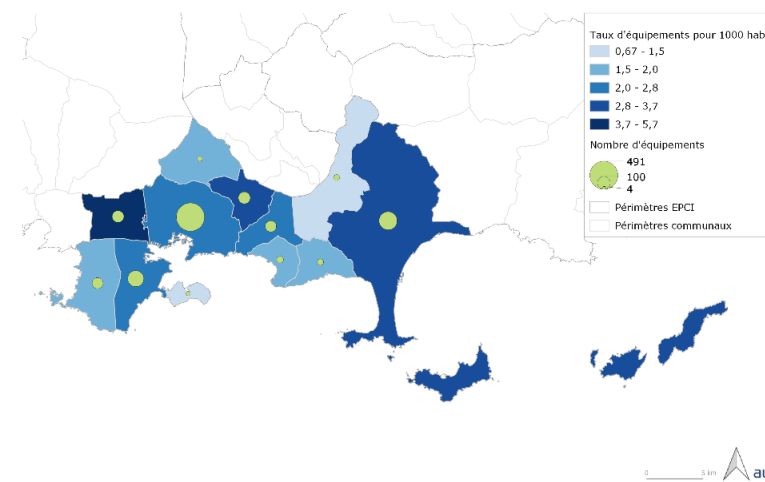 Taux d'équipements pour 1000 hab
0,67 - 1,5
1,5 - 2,0
2,0 - 2,8
2,8 - 3,7
3,7 - 5,7
Nombre d'équipements
491
100
4
Périmètres EPCI
Périmètres communaux
0 5 km
au